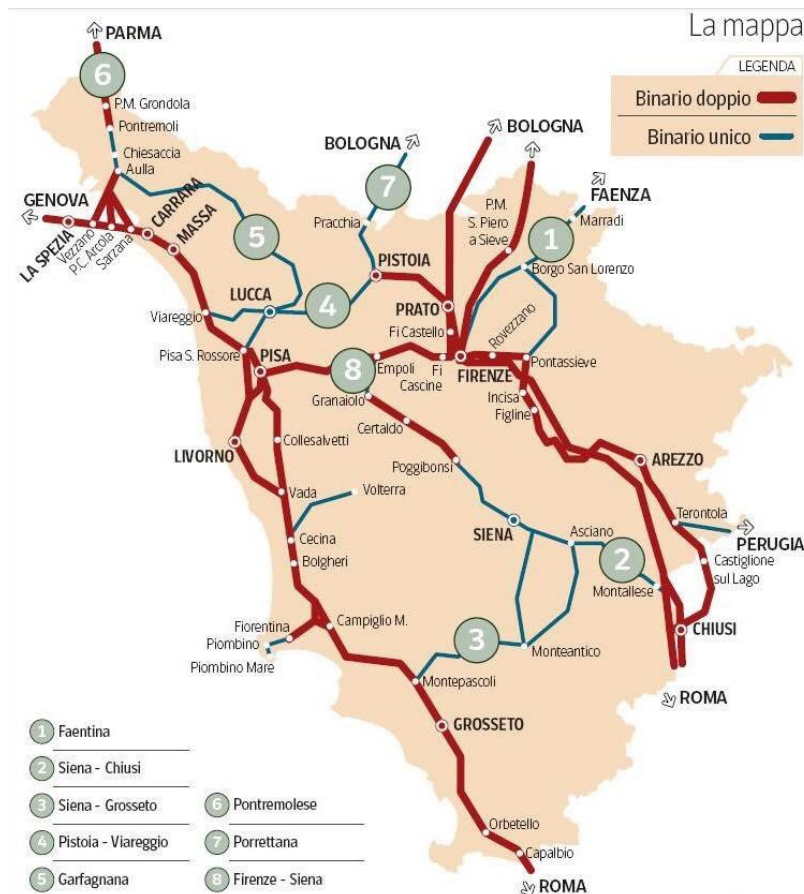 La mappa
LEGENDA
Binario doppio
Binario unico
PARMA
6
P.M. Grondola
Pontremoli
Chiesaccia
Aulla
GENOVA
LA SPEZIA
Vezzano
P.C. Arcola
Sarzana
CARRARA
MASSA
5
BOLOGNA
7
Pracchia
PISTOIA
BOLOGNA
P.M.
S. Piero
a Sieve
FAENZA
1
Marradi
Borgo San Lorenzo
LUCCA
4
Viareggio
PRATO
Fi Castello
Rovezzano
Pisa S. Rossore
PISA
8
Empoli
Fi
Cascine
FIRENZE
Pontassieve
Granaiolo
Incisa
Figline
Certaldo
LIVORNO
Collesalvetti
Poggibonsi
AREZZO
Vada
Volterra
Terontola
SIENA
Asciano
PERUGIA
Cecina
Bolgheri
2
Montallese
Castiglione
sul Lago
Fiorentina
Campiglio M.
CHIUSI
Piombino
3
Monteantico
Piombino Mare
Montepascoli
ROMA
GROSSETO
Orbetello
Capalbio
ROMA
1 Faentina
2 Siena - Chiusi
3 Siena - Grosseto
4 Pistoia - Viareggio
5 Garfagnana
6 Pontremolese
7 Porrettana
8 Firenze - Siena